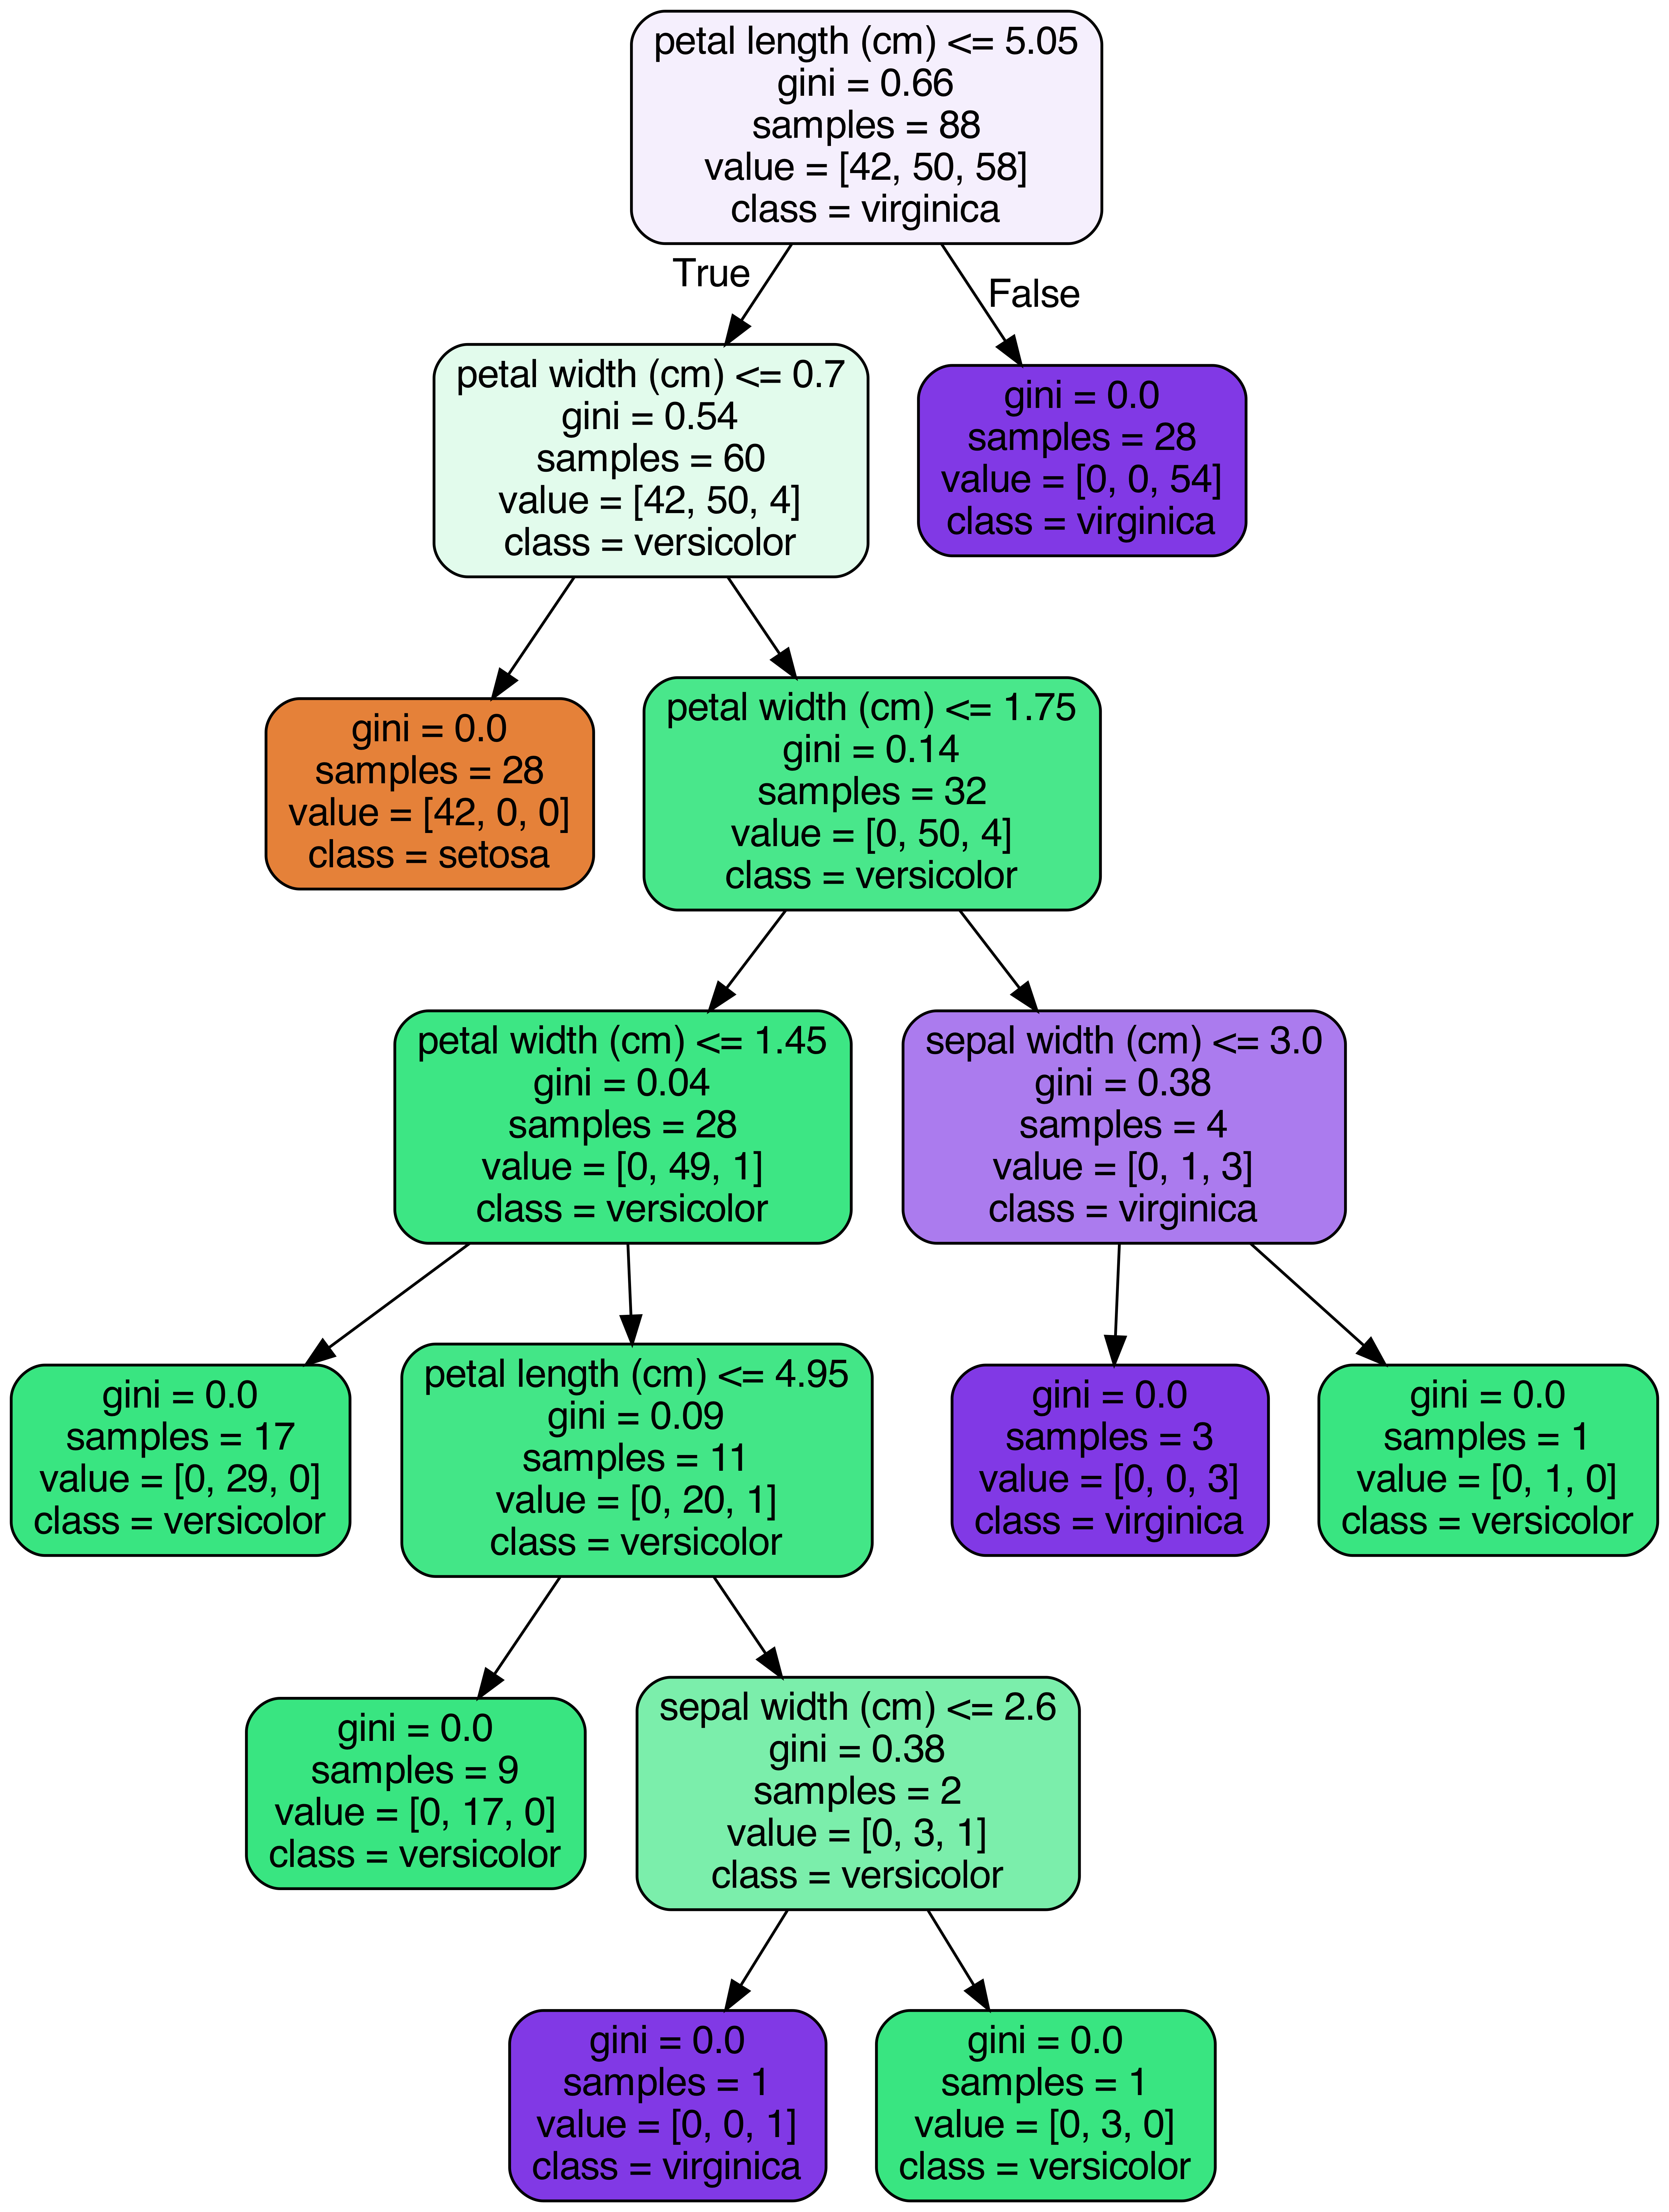 petal length (cm) <= 5.05
gini = 0.66
samples = 88
value = [42, 50, 58]
class = virginica
True
False
petal width (cm) <= 0.7
gini = 0.54
samples = 60
value = [42, 50, 4]
class = versicolor
gini = 0.0
samples = 28
value = [0, 0, 54]
class = virginica
gini = 0.0
samples = 28
value = [42, 0, 0]
class = setosa
petal width (cm) <= 1.75
gini = 0.14
samples = 32
value = [0, 50, 4]
class = versicolor
petal width (cm) <= 1.45
gini = 0.04
samples = 28
value = [0, 49, 1]
class = versicolor
sepal width (cm) <= 3.0
gini = 0.38
samples = 4
value = [0, 1, 3]
class = virginica
gini = 0.0
samples = 17
value = [0, 29, 0]
class = versicolor
petal length (cm) <= 4.95
gini = 0.09
samples = 11
value = [0, 20, 1]
class = versicolor
gini = 0.0
samples = 3
value = [0, 0, 3]
class = virginica
gini = 0.0
samples = 1
value = [0, 1, 0]
class = versicolor
gini = 0.0
samples = 9
value = [0, 17, 0]
class = versicolor
sepal width (cm) <= 2.6
gini = 0.38
samples = 2
value = [0, 3, 1]
class = versicolor
gini = 0.0
samples = 1
value = [0, 0, 1]
class = virginica
gini = 0.0
samples = 1
value = [0, 3, 0]
class = versicolor